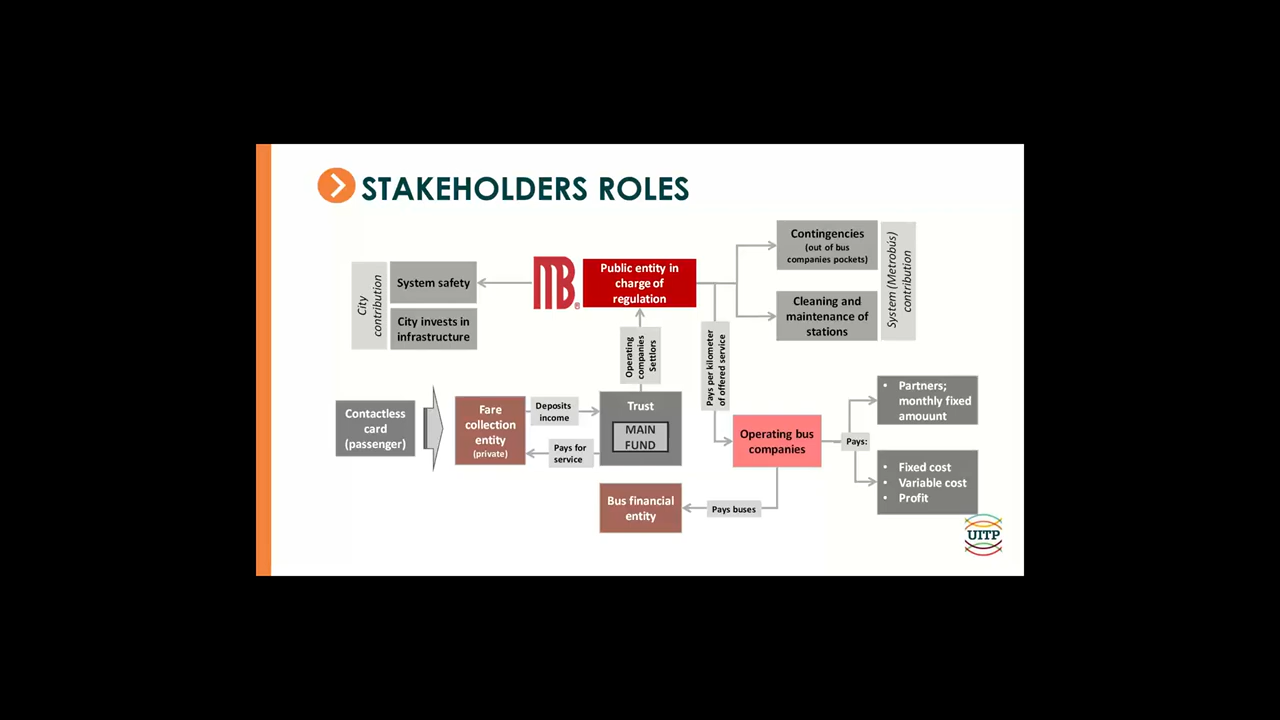 STAKEHOLDERS ROLES
Contingencies
(out of bus
companies pockets)
System (Metrobús)
contribution
City
contribution
System safety
MB
®
Public entity in
charge of
regulation
Cleaning and
maintenance of
stations
City invests in
infrastructure
Operating
companies
Settlors
Pays per kilometer
of offered service
Contactless
card
(passenger)
Fare
collection
entity
(private)
Deposits
income
Pays for
service
Trust
MAIN
FUND
Operating bus
companies
Pays:
• Partners;
monthly fixed
amouunt
• Fixed cost
• Variable cost
• Profit
Bus financial
entity
Pays buses
UITP